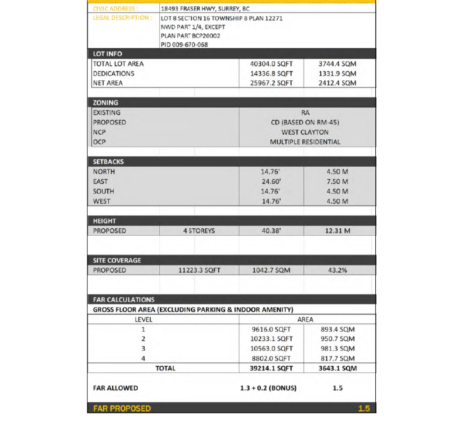 CIVIC ADDRESS : 18493 FRASER HWY, SURREY, BC
LEGAL DESCRIPTION : LOT 8 SECTION 16 TOWNSHIP 8 PLAN 12271
NWD PART 1/4, EXCEPT
PLAN PART BCP20002
PID 009-670-068
LOT INFO
TOTAL LOT AREA 40304.0 SQFT 3744.4 SQM
DEDICATIONS 14336.8 SQFT 1331.9 SQM
NET AREA 25967.2 SQFT 2412.4 SQM
ZONING
EXISTING RA
PROPOSED CD (BASED ON RM-45)
NCP WEST CLAYTON
OCP MULTIPLE RESIDENTIAL
SETBACKS
NORTH 14.76' 4.50 M
EAST 24.60' 7.50 M
SOUTH 14.76' 4.50 M
WEST 14.76' 4.50 M
HEIGHT
PROPOSED 4 STOREYS 40.38' 12.31 M
SITE COVERAGE
PROPOSED 11223.3 SQFT 1042.7 SQM 43.2%
FAR CALCULATIONS
GROSS FLOOR AREA (EXCLUDING PARKING & INDOOR AMENITY)
LEVEL AREA
1 9616.0 SQFT 893.4 SQM
2 10233.1 SQFT 950.7 SQM
3 10563.0 SQFT 981.3 SQM
4 8802.0 SQFT 817.7 SQM
TOTAL 39214.1 SQFT 3643.1 SQM
FAR ALLOWED 1.3 + 0.2 (BONUS) 1.5
FAR PROPOSED 1.5